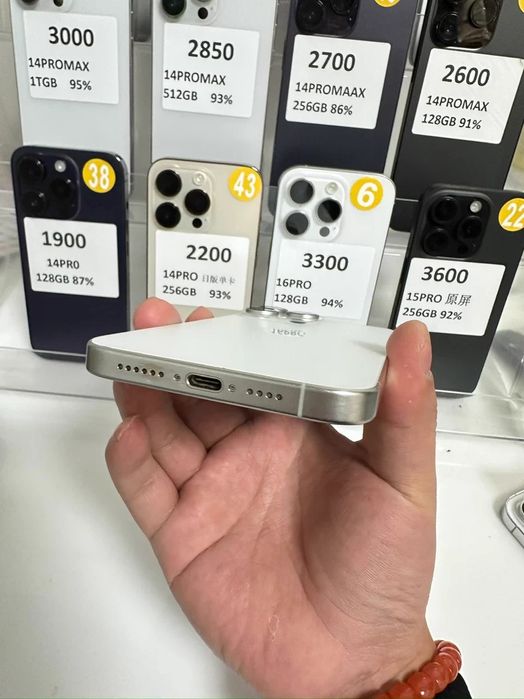 3000
14PROMAX
1TGB 95%
2850
14PROMAX
512GB 93%
2700
14PROMAAX
256GB 86%
2600
14PROMAX
128GB 91%
38
1900
14PRO
128GB 87%
43
2200
14PRO 日版单卡
256GB 93%
6
3300
16PRO
128GB 94%
22
3600
15PRO 原屏
256GB 92%
16PRO